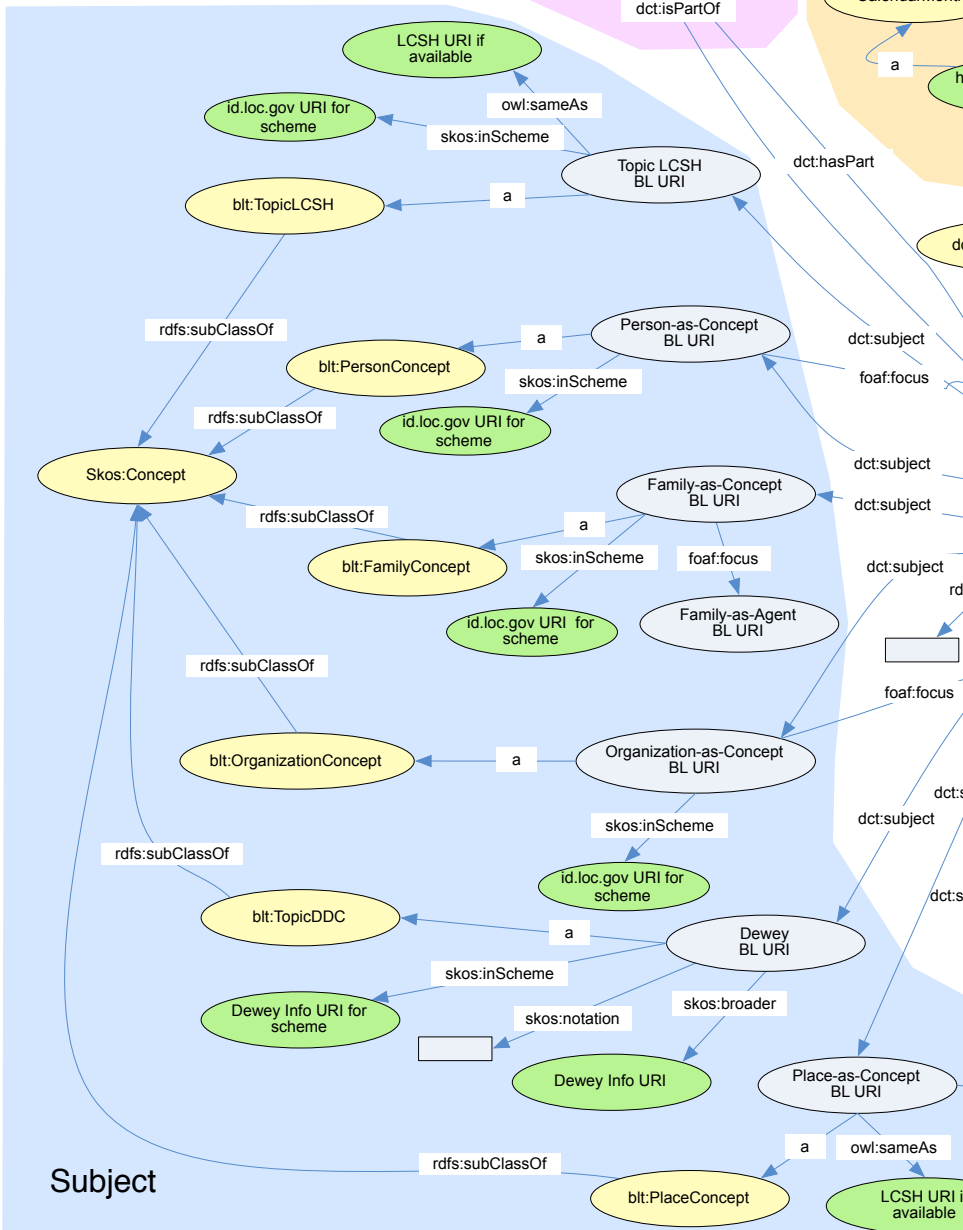 dct:isPartOf
LCSH URI if
available
a
id.loc.gov URI for
scheme
owl:sameAs
skos:inScheme
Topic LCSH
BL URI
dct:hasPart
blt:TopicLCSH
a
rdfs:subClassOf
Person-as-Concept
BL URI
a
dct:subject
blt:PersonConcept
skos:inScheme
foaf:focus
rdfs:subClassOf
id.loc.gov URI for
scheme
Skos:Concept
dct:subject
Family-as-Concept
BL URI
dct:subject
rdfs:subClassOf
a
skos:inScheme
foaf:focus
blt:FamilyConcept
dct:subject
id.loc.gov URI for
scheme
Family-as-Agent
BL URI
rdfs:subClassOf
foaf:focus
blt:OrganizationConcept
a
Organization-as-Concept
BL URI
skos:inScheme
dct:subject
rdfs:subClassOf
id.loc.gov URI for
scheme
blt:TopicDDC
a
Dewey
BL URI
skos:inScheme
Dewey Info URI for
scheme
skos:notation
skos:broader
Dewey Info URI
Place-as-Concept
BL URI
a
owl:sameAs
rdfs:subClassOf
Subject
blt:PlaceConcept
LCSH URI
available